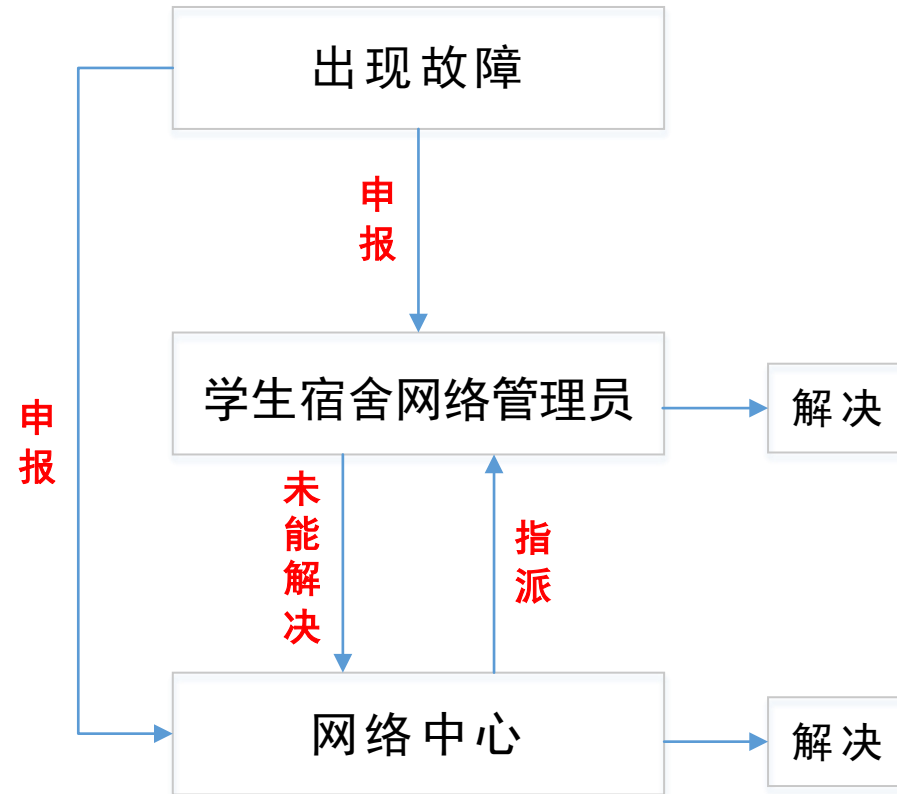 出现故障
申报
学生宿舍网络管理员
解决
申报
未能解决
指派
网络中心
解决